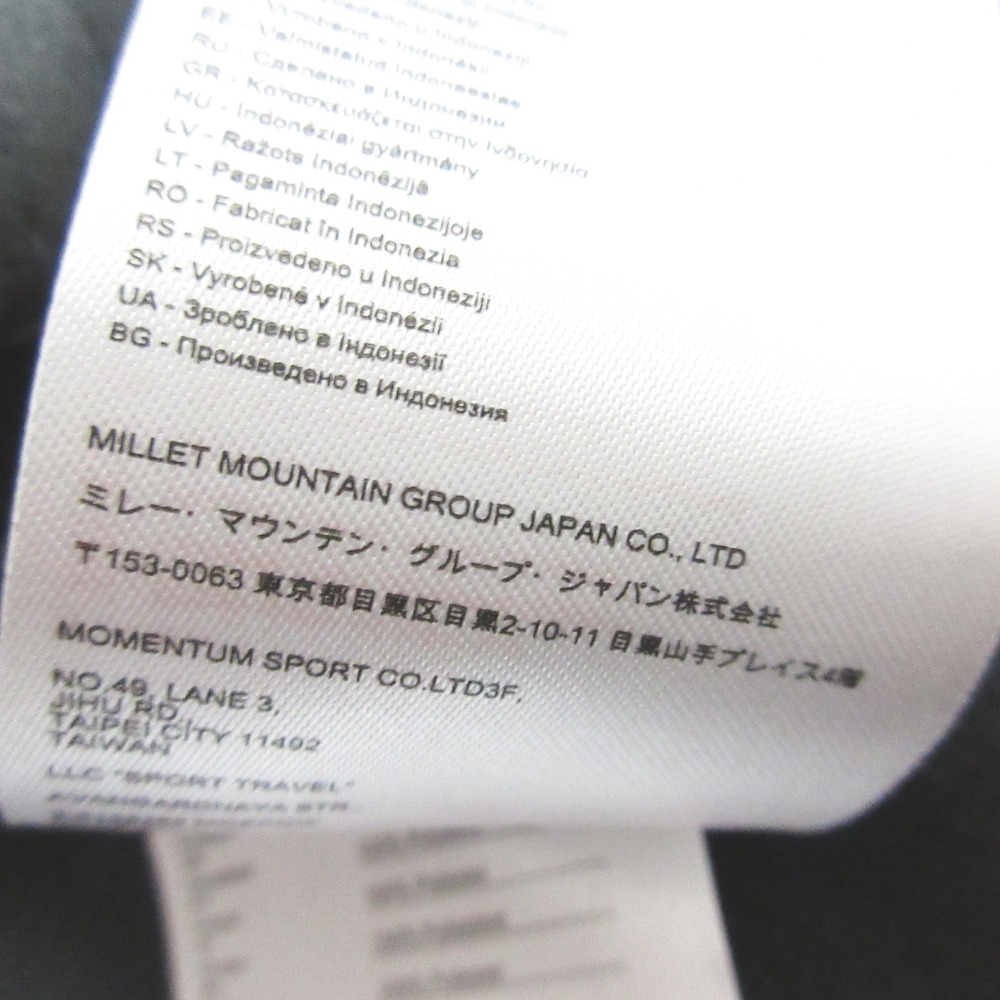 u Indoneziji
Vyrobeno v Indonésii
EE - Valmistatud Indoneesias
RU - Сделано в Индонезии
GR - Κατασκευάζεται στην Ινδονησία
HU - Indonéziai gyártmány
LV - Ražots Indonēzijā
LT - Pagaminta Indonezijoje
RO - Fabricat în Indonezia
RS - Proizvedeno u Indoneziji
SK - Vyrobené v Indonézii
UA - Зроблено в Індонезії
BG - Произведено в Индонезия
MILLET MOUNTAIN GROUP JAPAN CO., LTD
ミレー・マウンテン・グループ・ジャパン株式会社
〒153-0063 東京都目黒区目黒2-10-11 目黒山手プレイス4階
MOMENTUM SPORT CO.LTD3F,
NO.49, LANE 3,
JIHU RD,
TAIPEI CITY 11492
TAIWAN
LLC "SPORT TRAVEL"